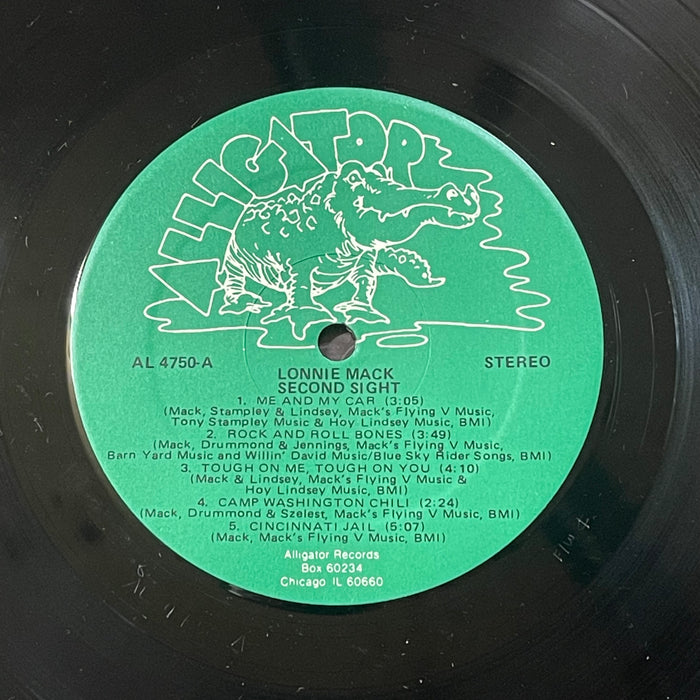 ALLIGATOR
AL 4750-A
STEREO
LONNIE MACK
SECOND SIGHT
1. ME AND MY CAR (3:05)
(Mack, Stampley & Lindsey, Mack's Flying V Music,
Tony Stampley Music & Hoy Lindsey Music, BMI)
2. ROCK AND ROLL BONES (3:49)
(Mack, Drummond & Jennings, Mack's Flying V Music,
Barn Yard Music and Willin' David Music/Blue Sky Rider Songs, BMI)
3. TOUGH ON ME, TOUGH ON YOU (4:10)
(Mack & Lindsey, Mack's Flying V Music &
Hoy Lindsey Music, BMI)
4. CAMP WASHINGTON CHILI (2:24)
(Mack, Drummond & Szelest, Mack's Flying V Music, BMI)
5. CINCINNATI JAIL (5:07)
(Mack, Mack's Flying V Music, BMI)
Alligator Records
Box 60234
Chicago IL 60660